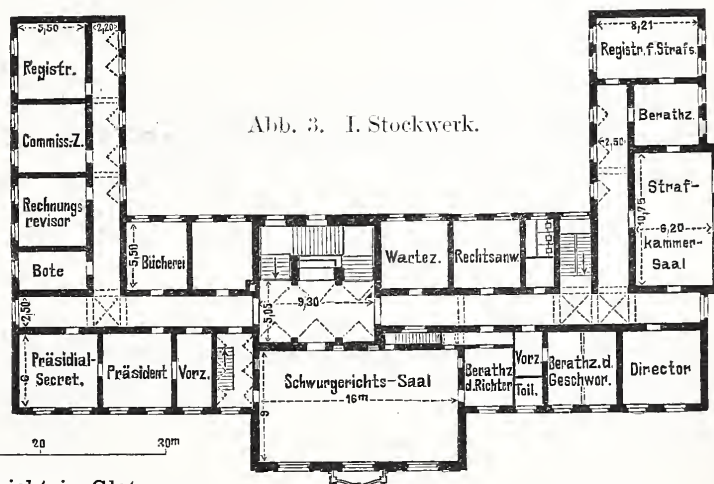 5,50
2,20
8,21
Registr.
Registr. f. Strafs.
Abb. 3. I. Stockwerk.
Commiss.-Z.
Berathz.
2,50
Rechnungs
revisor
Straf-
10,75
6,20
kammer-
Saal
5,50
Bücherei
Wartez.
Rechtsanw.
Bote
2,50
5,05
9,30
Präsidial-
Secret.
6
Präsident
Vorz.
Schwurgerichts-Saal
16m
9
Berathz.
d. Richter
Vorz.
Toil.
Berathz. d.
Geschwor.
Director
20
30m